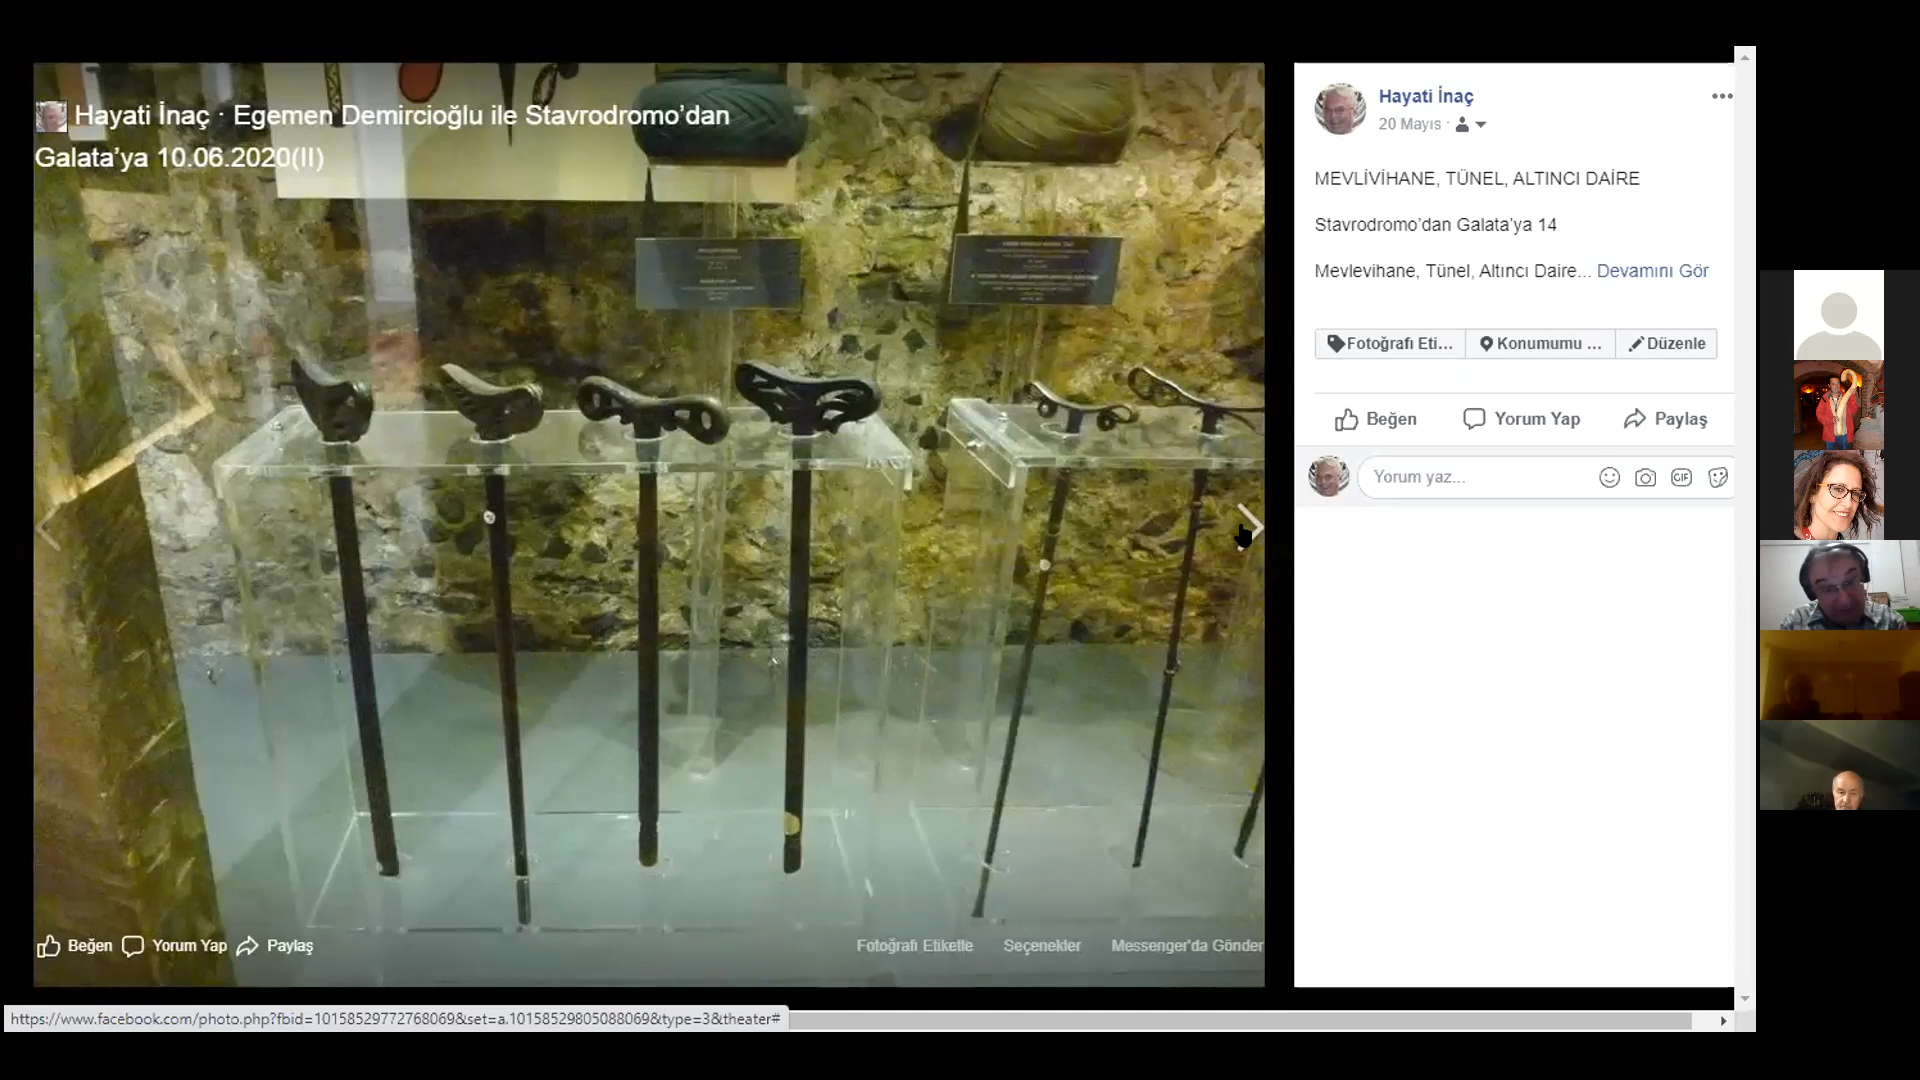 Hayati İnaç · Egemen Demircioğlu ile Stavrodromo’dan
Galata’ya 10.06.2020(II)
Beğen Yorum Yap Paylaş
Fotoğrafı Etiketle Seçenekler Messenger'da Gönder
Hayati İnaç
20 Mayıs ·
MEVLİVİHANE, TÜNEL, ALTINCI DAİRE
Stavrodromo’dan Galata’ya 14
Mevlevihane, Tünel, Altıncı Daire... Devamını Gör
Fotoğrafı Eti... Konumumu ... Düzenle
Beğen Yorum Yap Paylaş
Yorum yaz...
GIF
https://www.facebook.com/photo.php?fbid=10158529772768069&set=a.10158529805088069&type=3&theater#